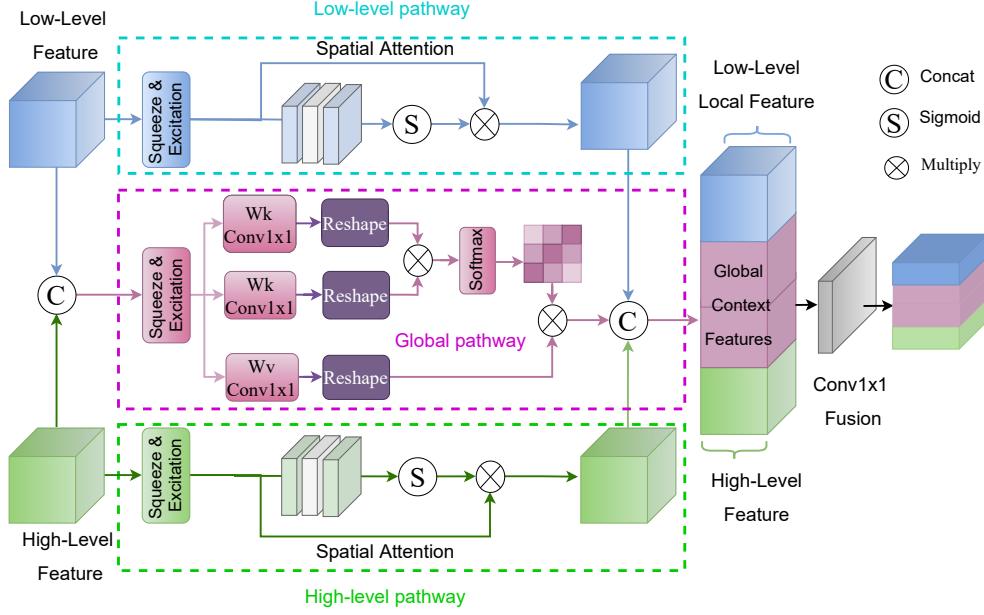 Low-level pathway
Low-Level
Feature
Spatial Attention
Squeeze &
Excitation
S
Low-Level
Local Feature
C
Concat
S
Sigmoid
Multiply
Wk
Conv1x1
Reshape
Softmax
Squeeze &
Excitation
Wk
Conv1x1
Reshape
C
C
Global
Context
Features
Global pathway
Wv
Conv1x1
Reshape
Conv1x1
Fusion
Squeeze &
Excitation
S
High-Level
Feature
High-Level
Feature
Spatial Attention
High-level pathway